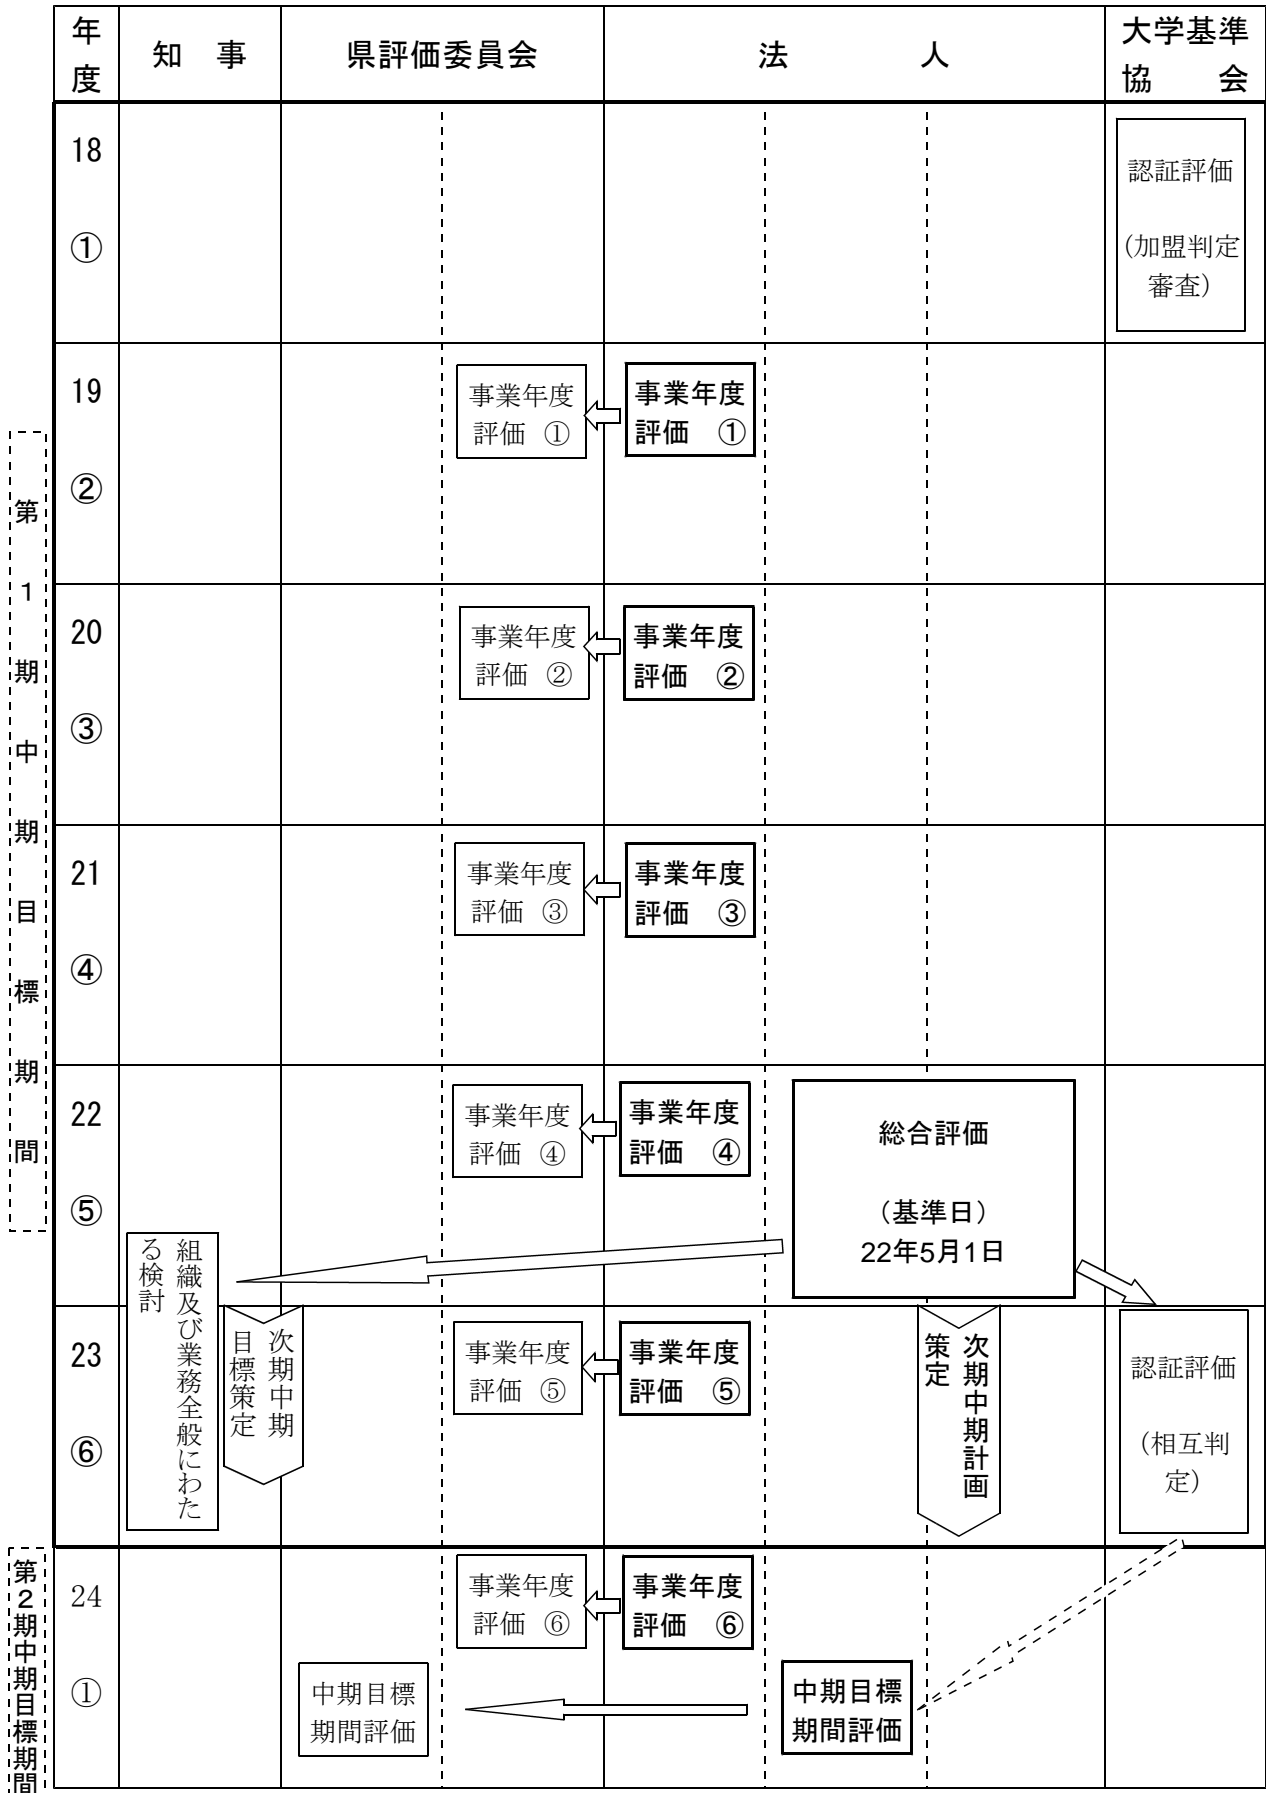 年
度
知　事
県評価委員会
法　　　人
大学基準
協　　会
第１期中期目標期間
18
①
認証評価
（加盟判定
審査）
19
②
事業年度
評価　①
事業年度
評価　①
20
③
事業年度
評価　②
事業年度
評価　②
21
④
事業年度
評価　③
事業年度
評価　③
22
⑤
事業年度
評価　④
事業年度
評価　④
総合評価
（基準日）
22年5月1日
組織及び業務全般にわた
る検討
23
⑥
次期中期
目標策定
事業年度
評価　⑤
事業年度
評価　⑤
次期中期計画
策定
認証評価
（相互判
定）
第２期中期目標期間
24
①
事業年度
評価　⑥
事業年度
評価　⑥
中期目標
期間評価
中期目標
期間評価